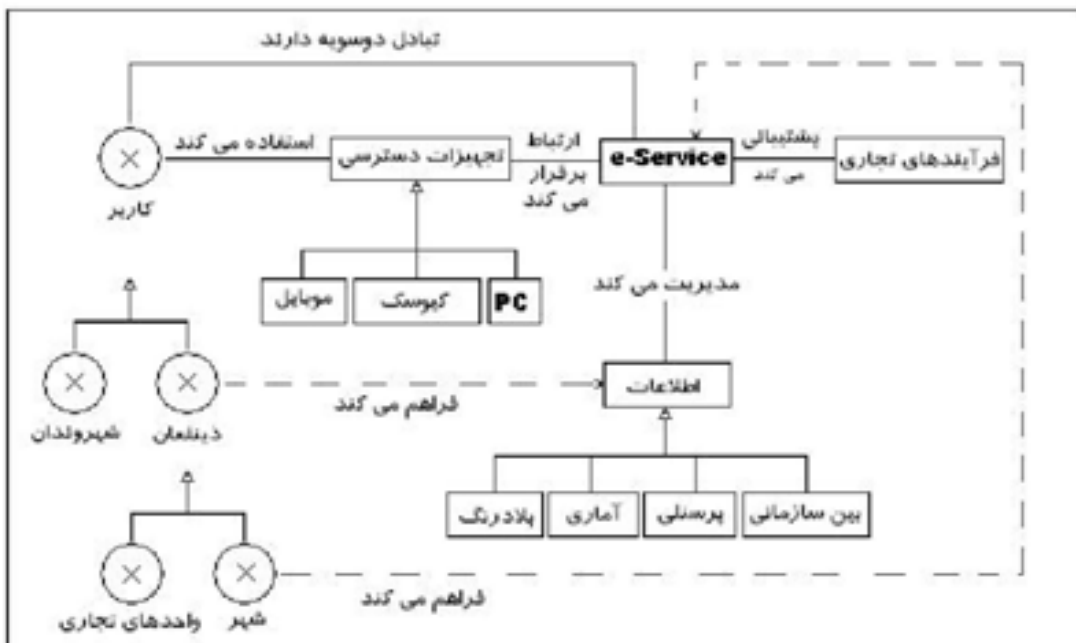 تبادل دوسویه دارند
استفاده می کند
تجهیزات دسترسی
ارتباط
برقرار
می کند
e-Service
پشتیبانی
می کند
فرآیندهای تجاری
کاربر
موبایل
کیوسک
PC
مدیریت می کند
شهروندان
ذینفعان
فراهم می کند
اطلاعات
بلادرنگ
آماری
پرسنلی
بین سازمانی
واحدهای تجاری
شهر
فراهم می کند